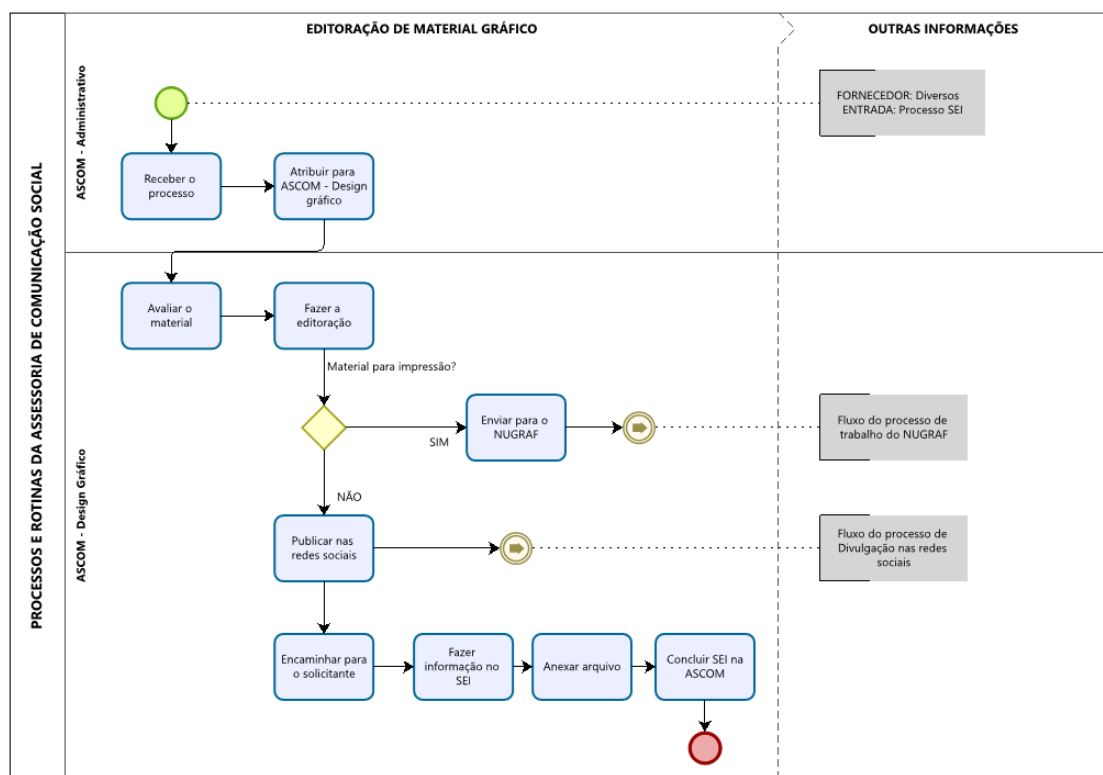 EDITORAÇÃO DE MATERIAL GRÁFICO
OUTRAS INFORMAÇÕES
PROCESSOS E ROTINAS DA ASSESSORIA DE COMUNICAÇÃO SOCIAL
ASCOM - Administrativo
FORNECEDOR: Diversos
ENTRADA: Processo SEI
Receber o
processo
Atribuir para
ASCOM - Design
gráfico
ASCOM - Design Gráfico
Avaliar o
material
Fazer a
editoração
Material para impressão?
SIM
Enviar para o
NUGRAF
Fluxo do processo de
trabalho do NUGRAF
NÃO
Publicar nas
redes sociais
Fluxo do processo de
Divulgação nas redes
sociais
Encaminhar para
o solicitante
Fazer
informação no
SEI
Anexar arquivo
Concluir SEI na
ASCOM